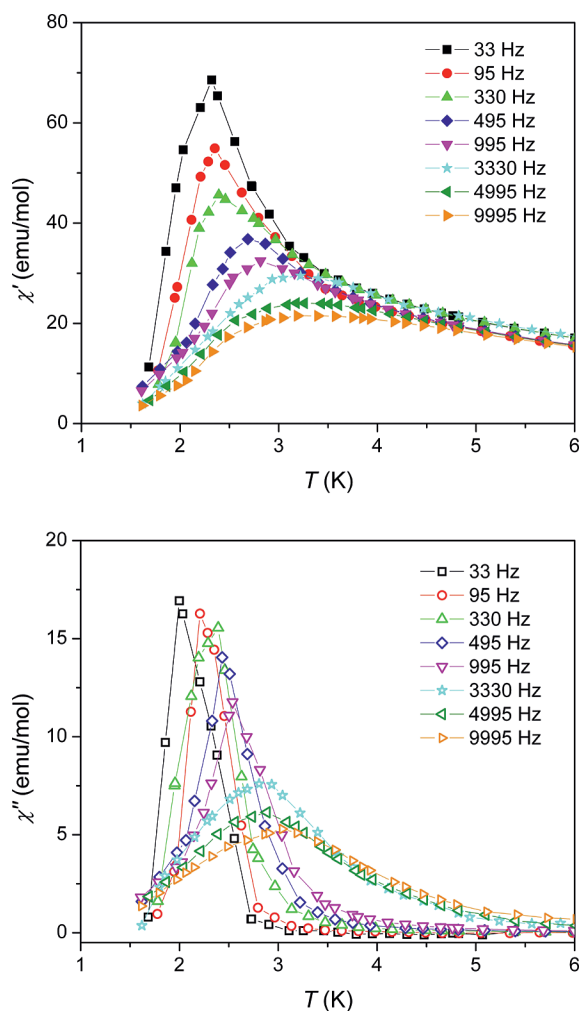 80
60
40
20
0
χ′ (emu/mol)
33 Hz
95 Hz
330 Hz
495 Hz
995 Hz
3330 Hz
4995 Hz
9995 Hz
1 2 3 4 5 6
T (K)
20
15
10
5
0
χ″ (emu/mol)
33 Hz
95 Hz
330 Hz
495 Hz
995 Hz
3330 Hz
4995 Hz
9995 Hz
1 2 3 4 5 6
T (K)